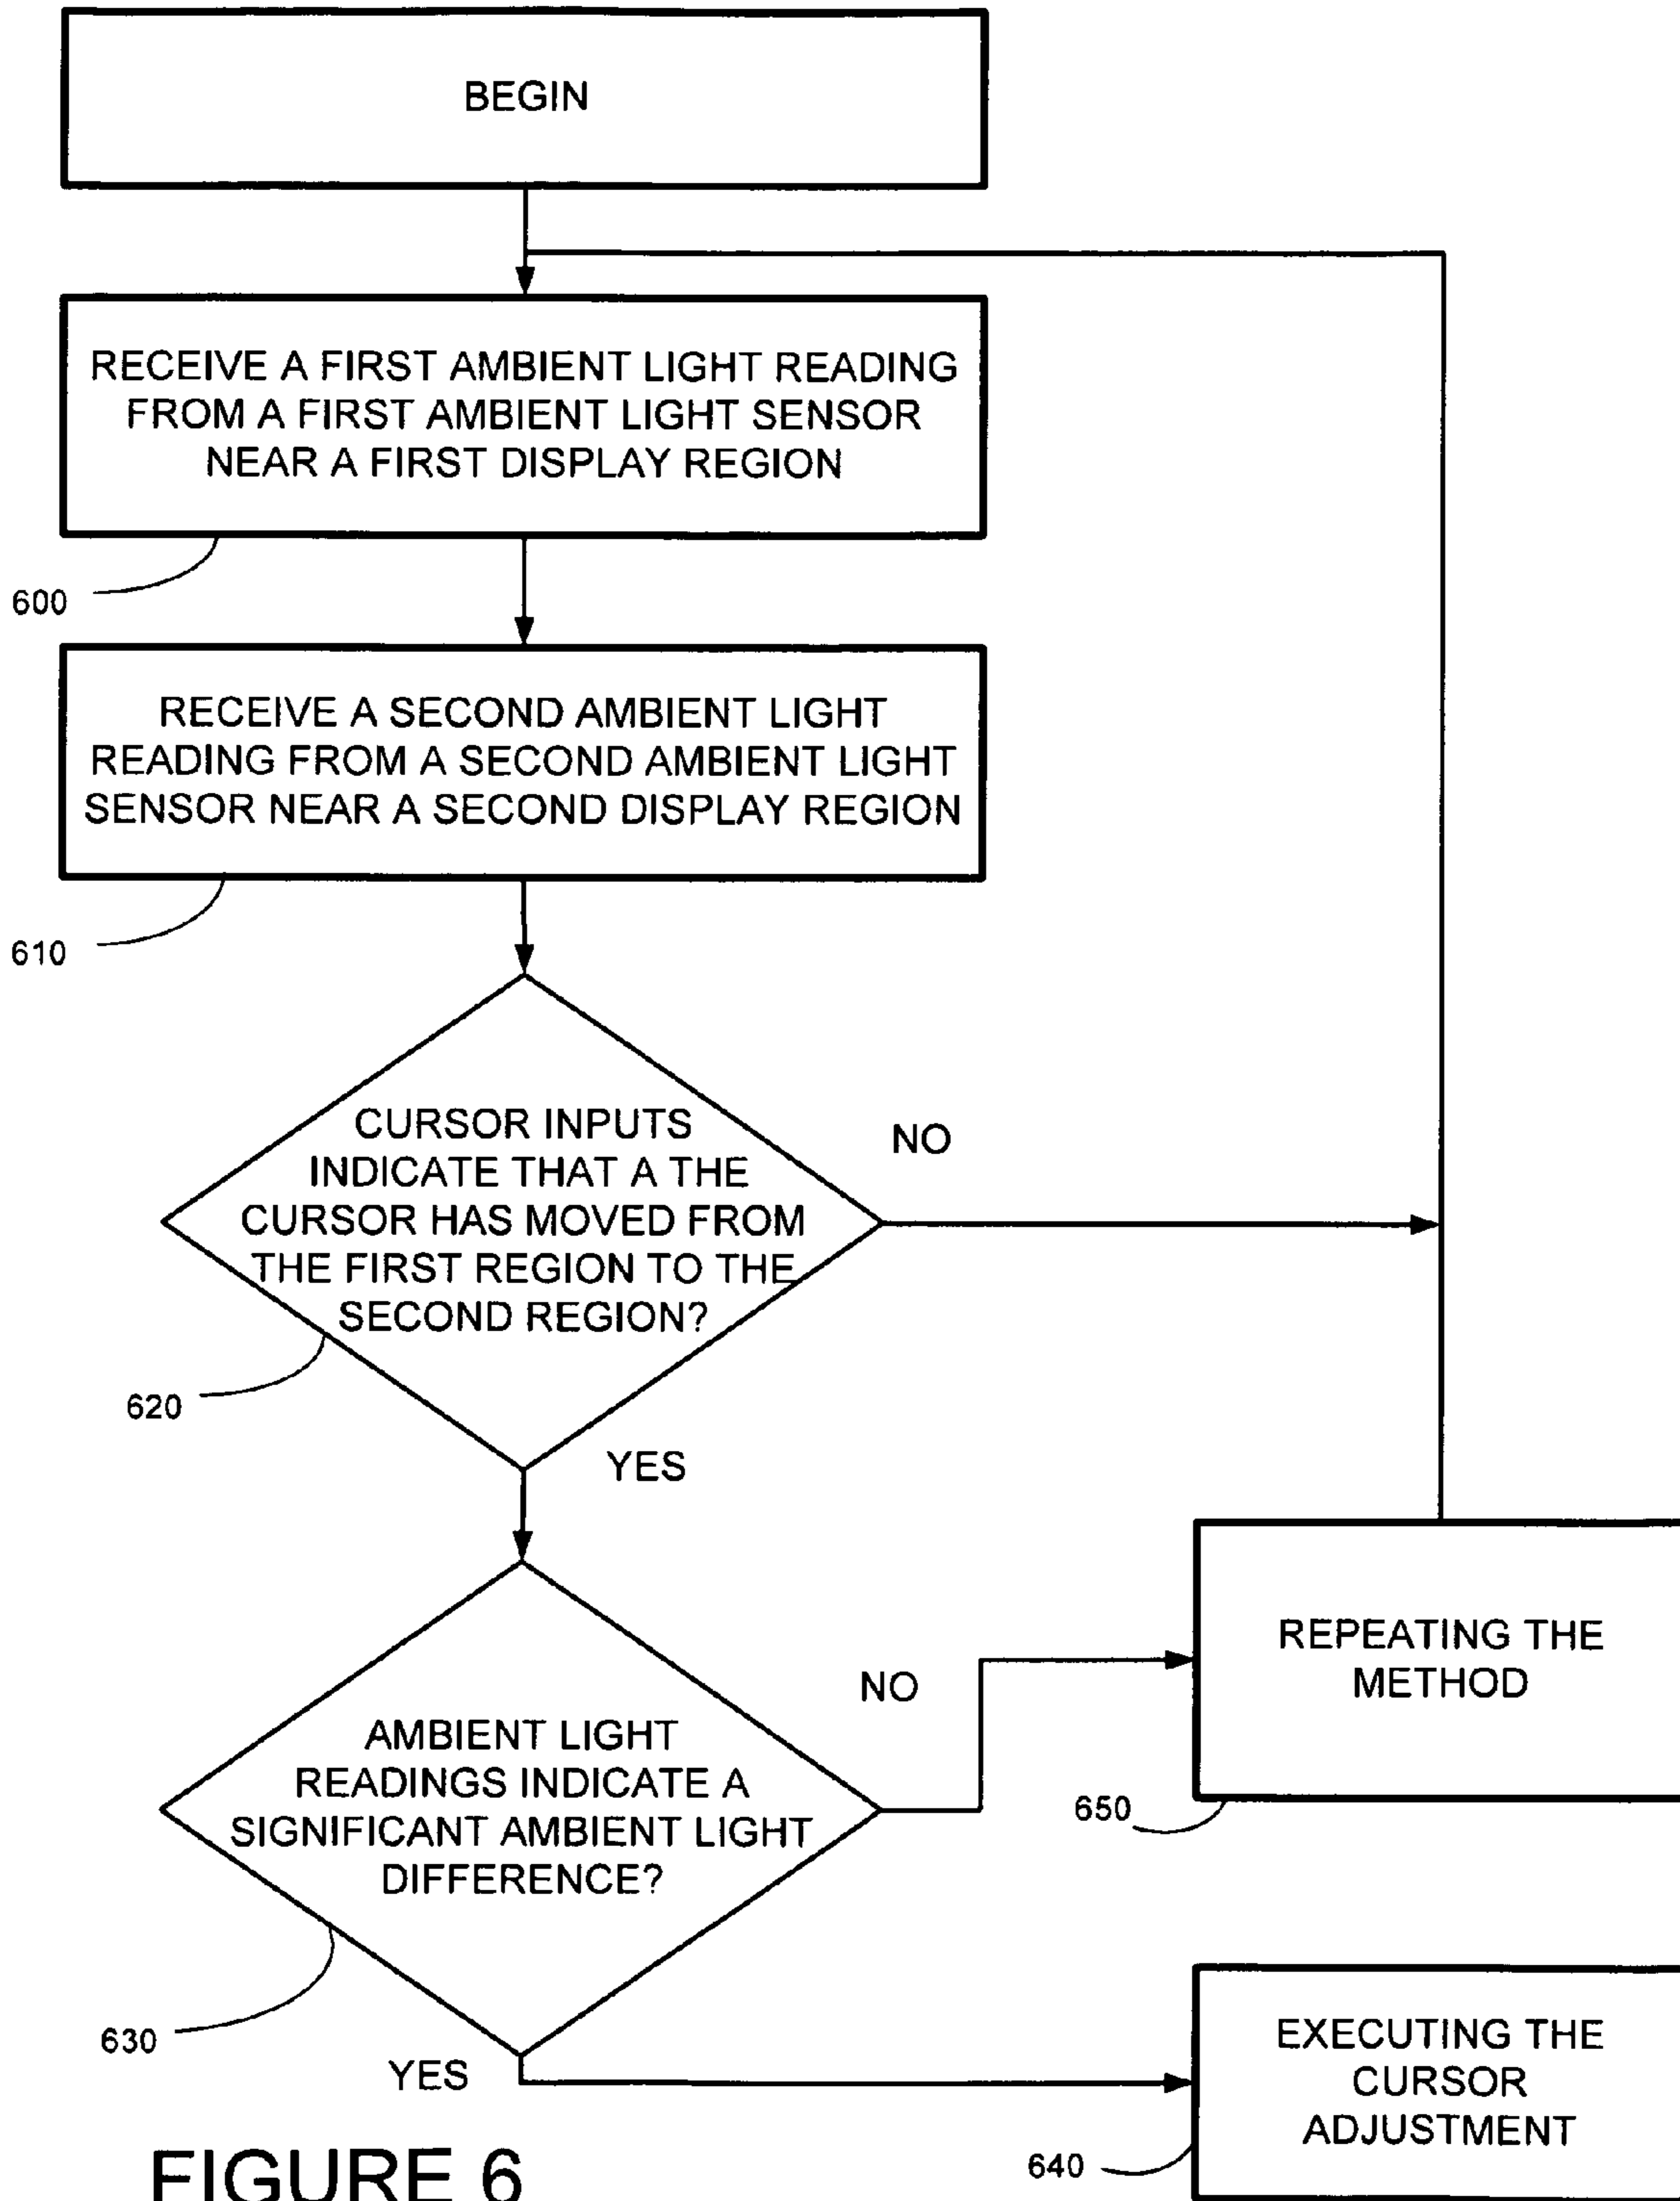 BEGIN
RECEIVE A FIRST AMBIENT LIGHT READING
FROM A FIRST AMBIENT LIGHT SENSOR
NEAR A FIRST DISPLAY REGION
600
RECEIVE A SECOND AMBIENT LIGHT
READING FROM A SECOND AMBIENT LIGHT
SENSOR NEAR A SECOND DISPLAY REGION
610
CURSOR INPUTS
INDICATE THAT A THE
CURSOR HAS MOVED FROM
THE FIRST REGION TO THE
SECOND REGION?
NO
620
YES
AMBIENT LIGHT
READINGS INDICATE A
SIGNIFICANT AMBIENT LIGHT
DIFFERENCE?
NO
REPEATING THE
METHOD
650
630
YES
EXECUTING THE
CURSOR
ADJUSTMENT
640
FIGURE 6